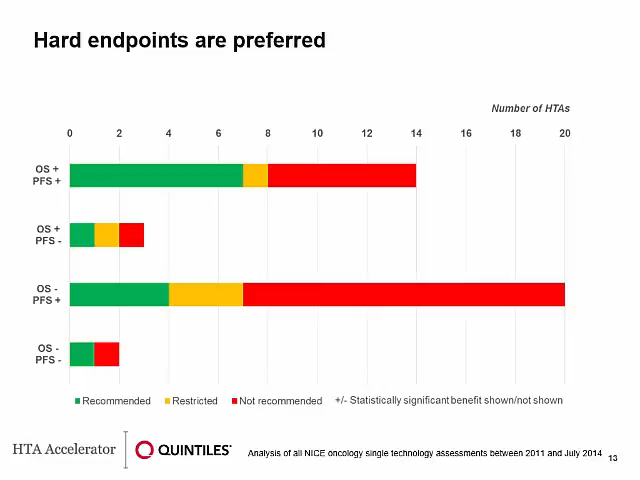 Hard endpoints are preferred
Number of HTAs
0 2 4 6 8 10 12 14 16 18 20
OS +
PFS +
OS +
PFS -
OS -
PFS +
OS -
PFS -
Recommended Restricted Not recommended +/- Statistically significant benefit shown/not shown
HTA Accelerator QUINTILES Analysis of all NICE oncology single technology assessments between 2011 and July 2014 13